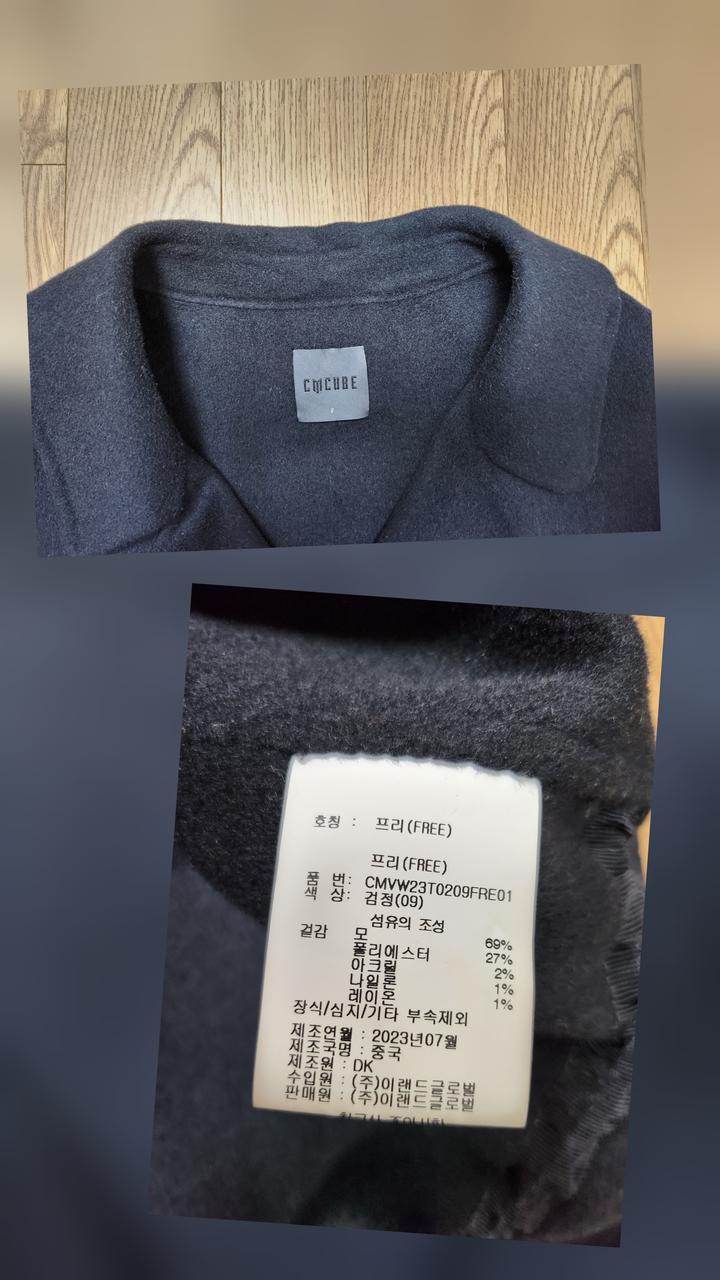 CMCUBE
F
호칭 : 프리(FREE)
프리(FREE)
품 번: CMVW23T0209FRE01
색 상: 검정(09)
섬유의 조성
겉감 모 69%
폴리에스터 27%
아크릴 2%
나일론 1%
레이온 1%
장식/심지/기타 부속제외
제조연월 : 2023년07월
제조국명 : 중국
제조원 : DK
수입원 : (주)이랜드글로벌
판매원 : (주)이랜드글로벌